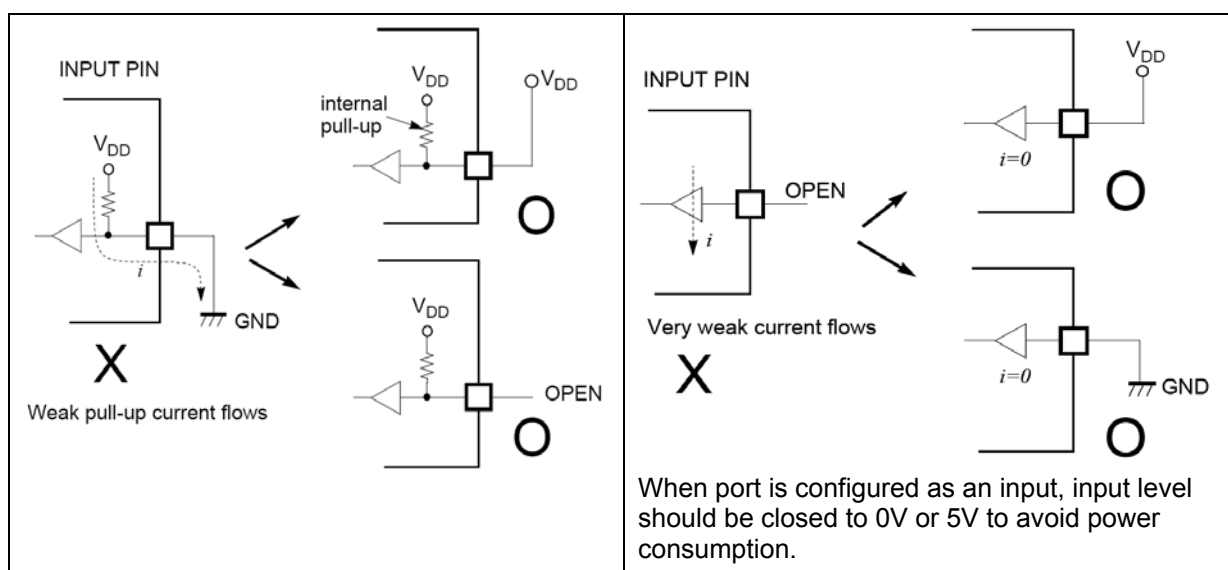 INPUT PIN
VDD
i
GND
X
Weak pull-up current flows
internal
pull-up
VDD
VDD
O
VDD
OPEN
O
INPUT PIN
OPEN
i
Very weak current flows
X
VDD
i=0
O
i=0
GND
O
When port is configured as an input, input level
should be closed to 0V or 5V to avoid power
consumption.